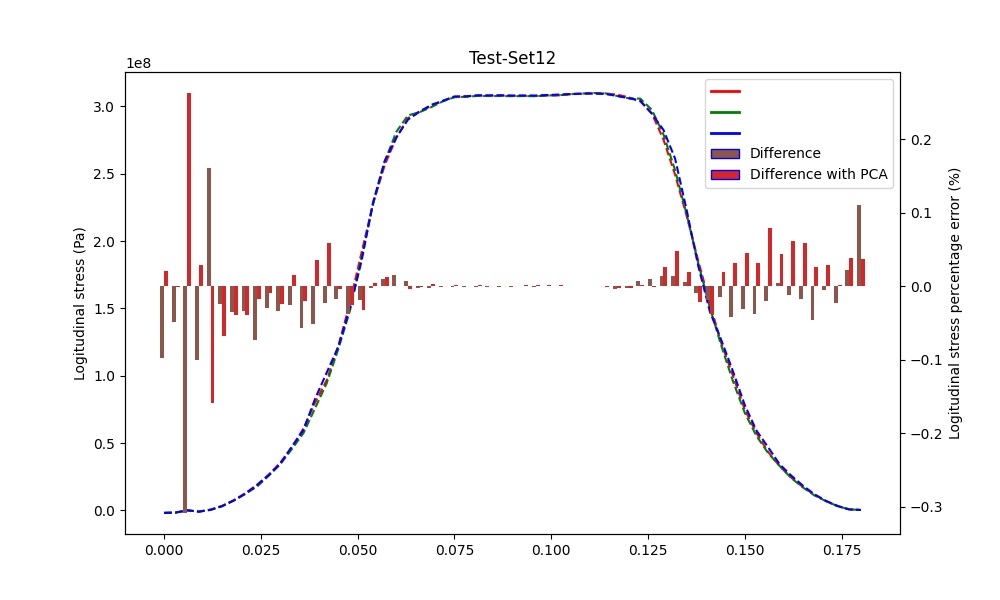 Test-Set12
1e8
3.0
2.5
2.0
1.5
1.0
0.5
0.0
Logitudinal stress (Pa)
Difference
Difference with PCA
0.2
0.1
0.0
−0.1
−0.2
−0.3
Logitudinal stress percentage error (%)
0.000 0.025 0.050 0.075 0.100 0.125 0.150 0.175